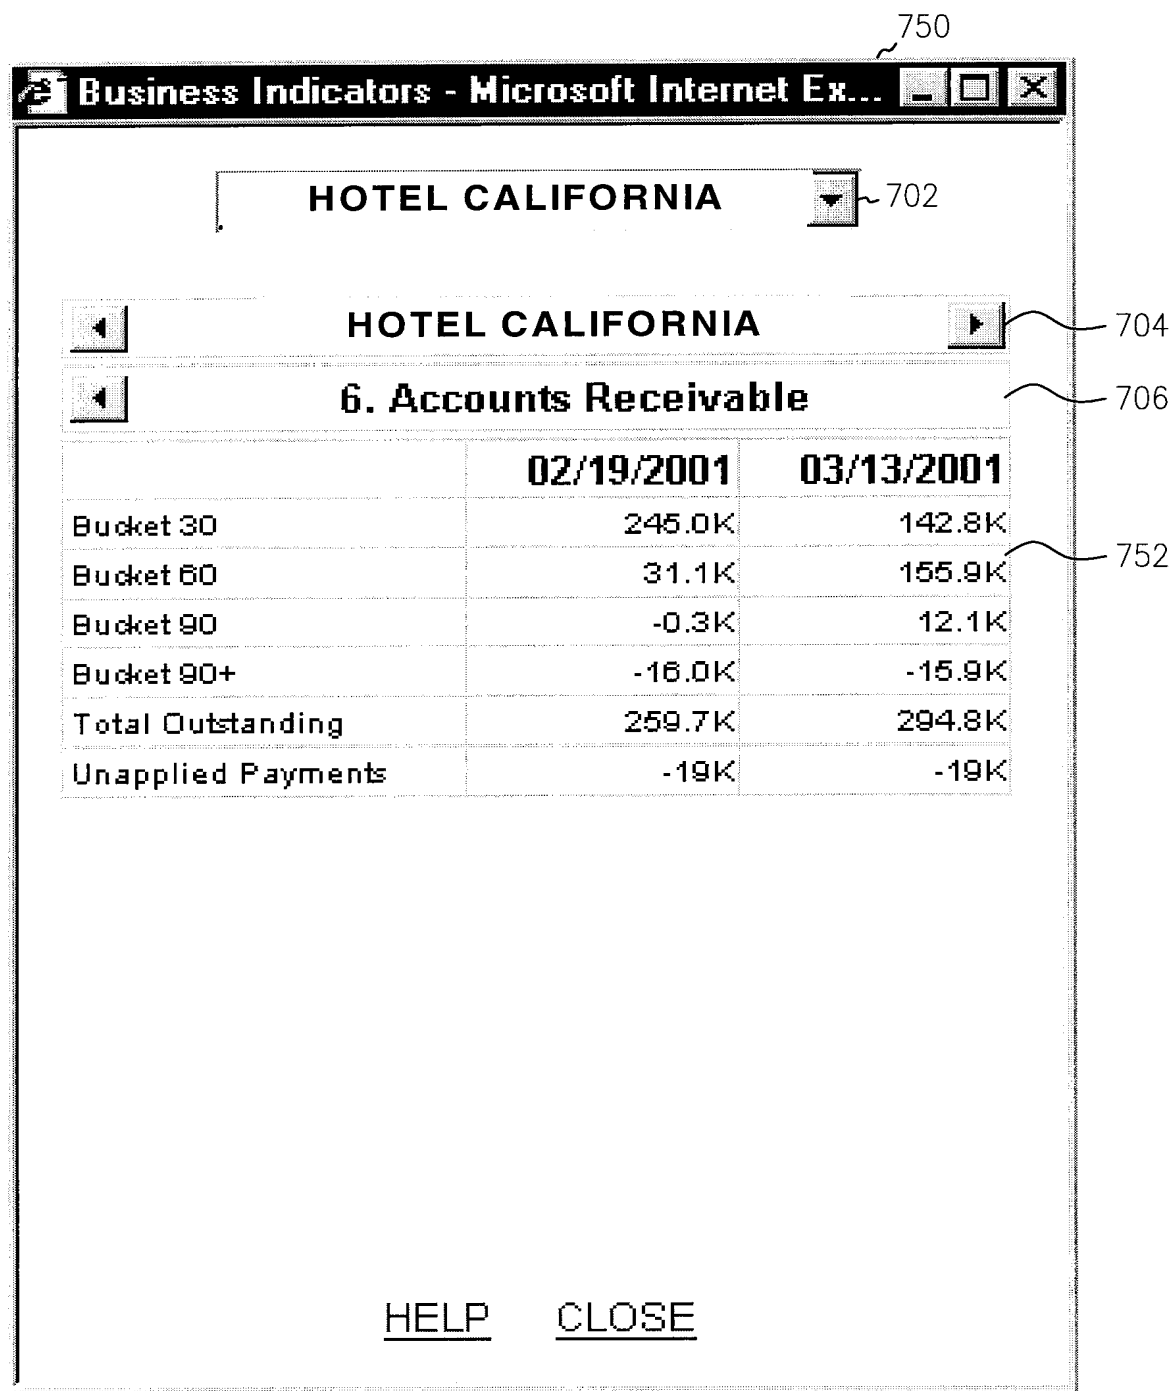 750
Business Indicators - Microsoft Internet Ex...
HOTEL CALIFORNIA 702
HOTEL CALIFORNIA 704
6. Accounts Receivable 706
02/19/2001 03/13/2001
Bucket 30 245.0K 142.8K
752
Bucket 60 31.1K 155.9K
Bucket 90 -0.3K 12.1K
Bucket 90+ -16.0K -15.9K
Total Outstanding 259.7K 294.8K
Unapplied Payments -19K -19K
HELP CLOSE